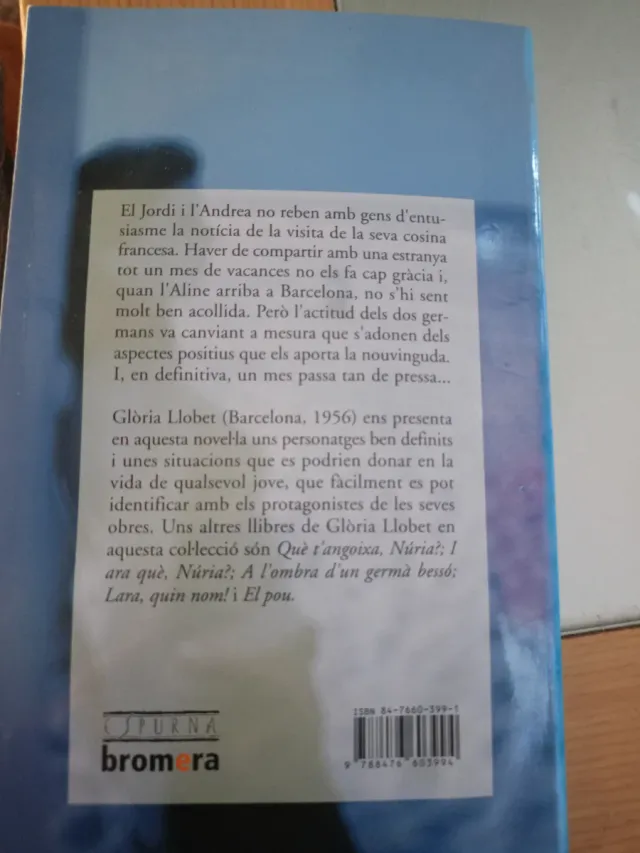 El Jordi i l'Andrea no reben amb gens d'entu-
siasme la notícia de la visita de la seva cosina
francesa. Haver de compartir amb una estranya
tot un mes de vacances no els fa cap gràcia i,
quan l'Aline arriba a Barcelona, no s'hi sent
molt ben acollida. Però l'actitud dels dos ger-
mans va canviant a mesura que s'adonen dels
aspectes positius que els aporta la nouvinguda.
I, en definitiva, un mes passa tan de pressa...
Glòria Llobet (Barcelona, 1956) ens presenta
en aquesta novel·la uns personatges ben definits
i unes situacions que es podrien donar en la
vida de qualsevol jove, que fàcilment es pot
identificar amb els protagonistes de les seves
obres. Uns altres llibres de Glòria Llobet en
aquesta col·lecció són Què t'angoixa, Núria?; I
ara què, Núria?; A l'ombra d'un germà bessó;
Lara, quin nom! i El pou.
ESPURNA
bromera
ISBN 84-7660-399-1
9 788476 603994